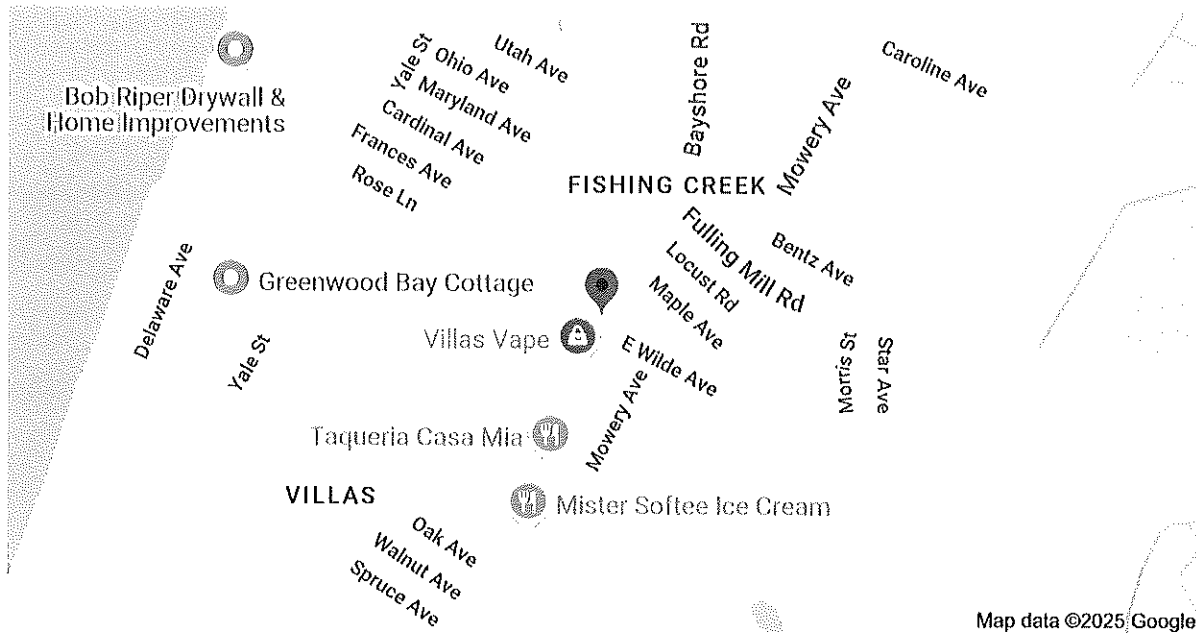 Utah Ave
Yale St
Ohio Ave
Maryland Ave
Cardinal Ave
Frances Ave
Rose Ln
Bayshore Rd
Caroline Ave
Mowery Ave
Bob Riper Drywall &
Home Improvements
FISHING CREEK
Fulling Mill Rd
Bentz Ave
Locust Rd
Maple Ave
Delaware Ave
Greenwood Bay Cottage
Villas Vape
E Wilde Ave
Yale St
Morris St
Star Ave
Mowery Ave
Taqueria Casa Mia
VILLAS
Mister Softee Ice Cream
Oak Ave
Walnut Ave
Spruce Ave
Map data ©2025 Google